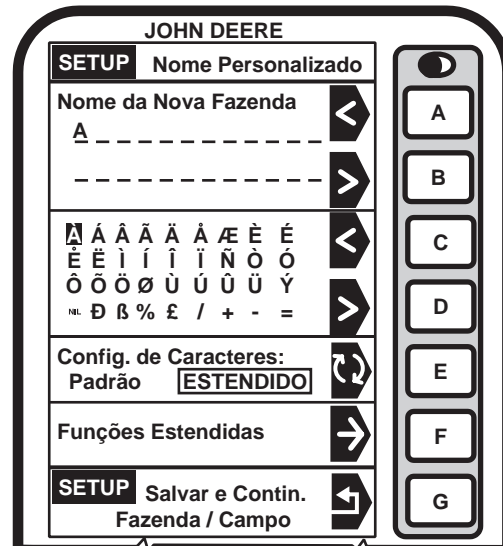 JOHN DEERE
SETUP Nome Personalizado
Nome da Nova Fazenda
A
À Á Â Ã Ä Å Æ È É
Ê Ë Ì Í Î Ï Ñ Ò Ó
Ô Õ Ö Ø Ù Ú Û Ü Ý
NIL Ð ß % £ / + - =
Config. de Caracteres:
Padrão ESTENDIDO
Funções Estendidas
SETUP Salvar e Contin.
Fazenda / Campo
A
B
C
D
E
F
G